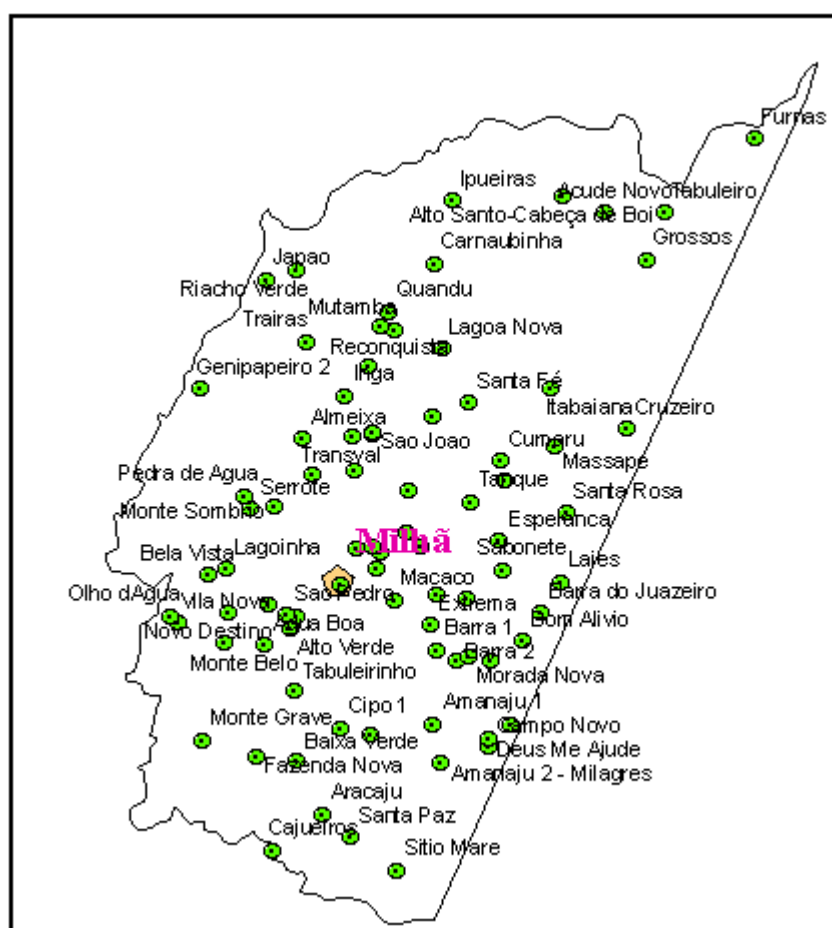 Furnas
Ipueiras
Acude Novo
Tabuleiro
Alto Santo-Cabeça de Boi
Carnaubinha
Grossos
Japao
Riacho Verde
Quandu
Mutamba
Trairas
Lagoa Nova
Reconquista
Genipapeiro 2
Inga
Santa Fé
Itabaiana
Cruzeiro
Almeixa
Sao Joao
Cumaru
Transval
Massape
Pedra de Agua
Serrote
Tanque
Santa Rosa
Monte Sombrio
Esperanca
Milhã
Bela Vista
Lagoinha
Sabonete
Lajes
Macaco
Barra do Juazeiro
Olho dAgua
Vila Nova
Sao Pedro
Extrema
Bom Alivio
Novo Destino
Agua Boa
Barra 1
Monte Belo
Alto Verde
Barra 2
Tabuleirinho
Morada Nova
Cipo 1
Amanaju 1
Monte Grave
Campo Novo
Baixa Verde
Deus Me Ajude
Fazenda Nova
Amanaju 2 - Milagres
Aracaju
Santa Paz
Cajueiros
Sitio Mare